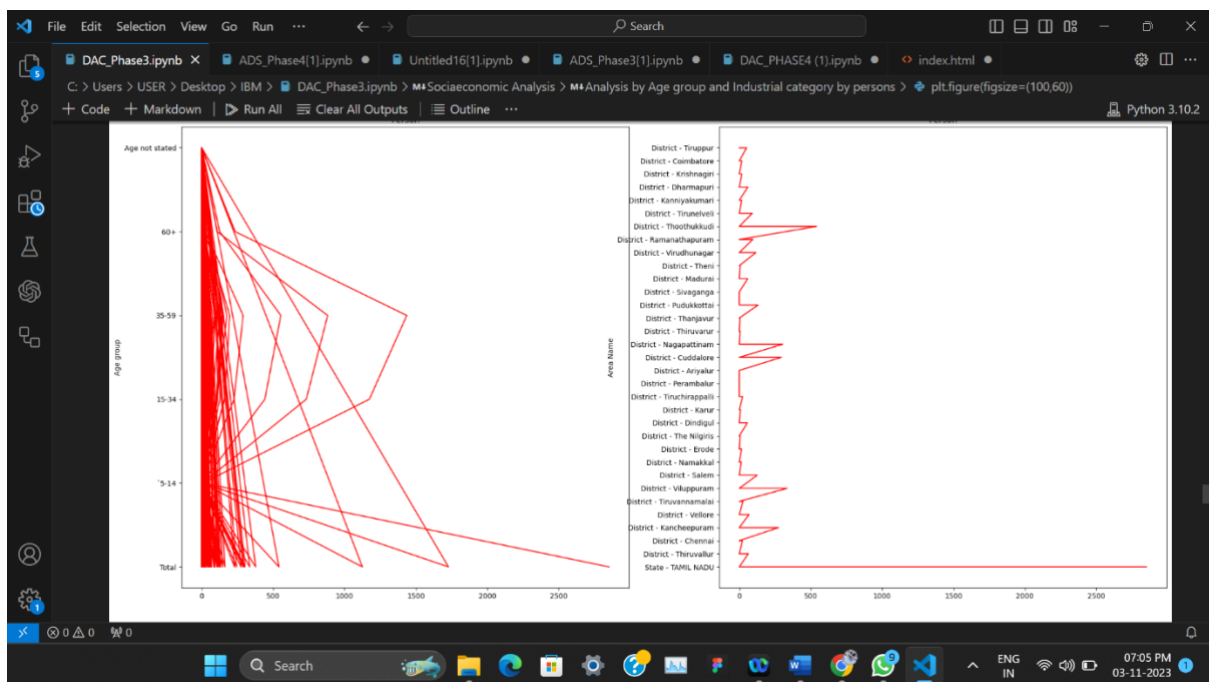 File Edit Selection View Go Run ··· Search
DAC_Phase3.ipynb ADS_Phase4[1].ipynb Untitled16[1].ipynb ADS_Phase3[1].ipynb DAC_PHASE4 (1).ipynb index.html
C: > Users > USER > Desktop > IBM > DAC_Phase3.ipynb > M↓Sociaeconomic Analysis > M↓Analysis by Age group and Industrial category by persons > plt.figure(figsize=(100,60))
+ Code + Markdown Run All Clear All Outputs Outline ··· Python 3.10.2
5
Age not stated
60+
35-59
15-34
`5-14
Total
Age group
0 500 1000 1500 2000 2500
District - Tiruppur
District - Coimbatore
District - Krishnagiri
District - Dharmapuri
District - Kanniyakumari
District - Tirunelveli
District - Thoothukkudi
District - Ramanathapuram
District - Virudhunagar
District - Theni
District - Madurai
District - Sivaganga
District - Pudukkottai
District - Thanjavur
District - Thiruvarur
District - Nagapattinam
District - Cuddalore
District - Ariyalur
District - Perambalur
District - Tiruchirappalli
District - Karur
District - Dindigul
District - The Nilgiris
District - Erode
District - Namakkal
District - Salem
District - Viluppuram
District - Tiruvannamalai
District - Vellore
District - Kancheepuram
District - Chennai
District - Thiruvallur
State - TAMIL NADU
Area Name
0 500 1000 1500 2000 2500
1
0 0 0
Search
9
ENG
IN
07:05 PM
03-11-2023
1